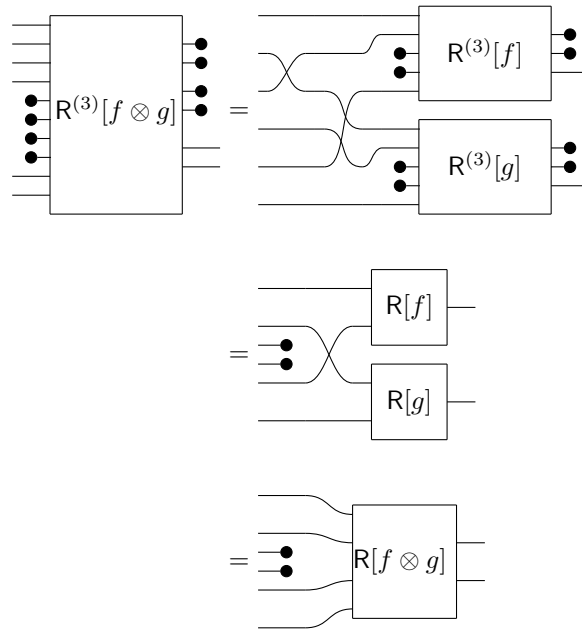 R^{(3)}[f ⊗ g] = R^{(3)}[f]
R^{(3)}[g]
= R[f]
R[g]
= R[f ⊗ g]